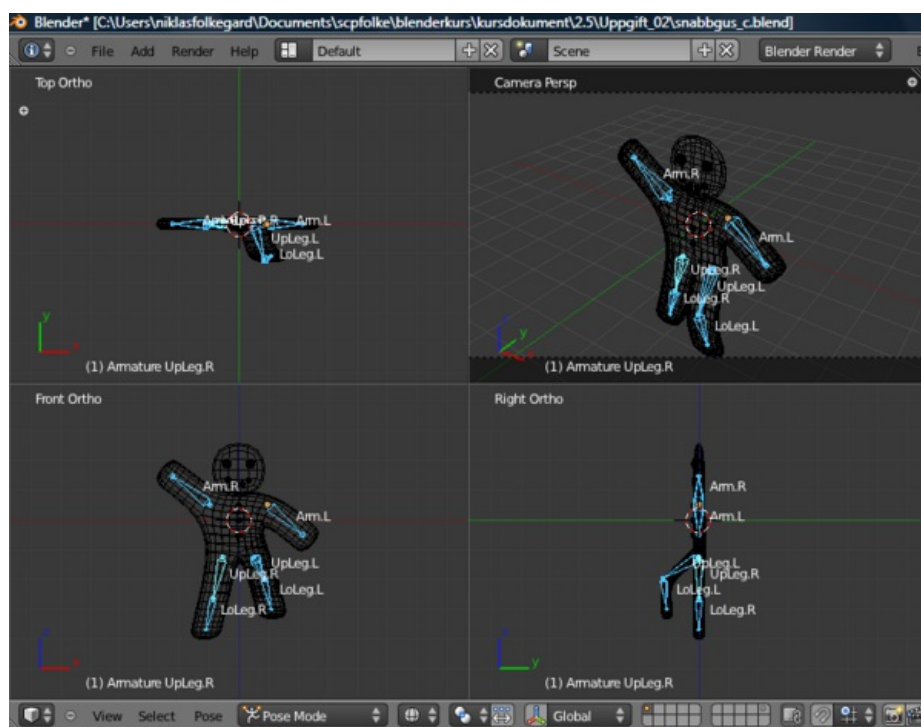 Blender* [C:\Users\niklasfolkegard\Documents\scpfolke\blenderkurs\kursdokument\2.5\Uppgift_02\snabbgus_c.blend]
File Add Render Help Default Scene Blender Render
Top Ortho
Arm.L
UpLeg.L
LoLeg.L
y
x
(1) Armature UpLeg.R
Camera Persp
Arm.R
Arm.L
UpLeg.R
UpLeg.L
LoLeg.R
LoLeg.L
z
y
x
(1) Armature UpLeg.R
Front Ortho
Arm.R
Arm.L
UpLeg.L
UpLeg.R
LoLeg.L
LoLeg.R
z
x
(1) Armature UpLeg.R
Right Ortho
Arm.R
Arm.L
UpLeg.L
UpLeg.R
LoLeg.L
LoLeg.R
z
y
(1) Armature UpLeg.R
View Select Pose Pose Mode Global